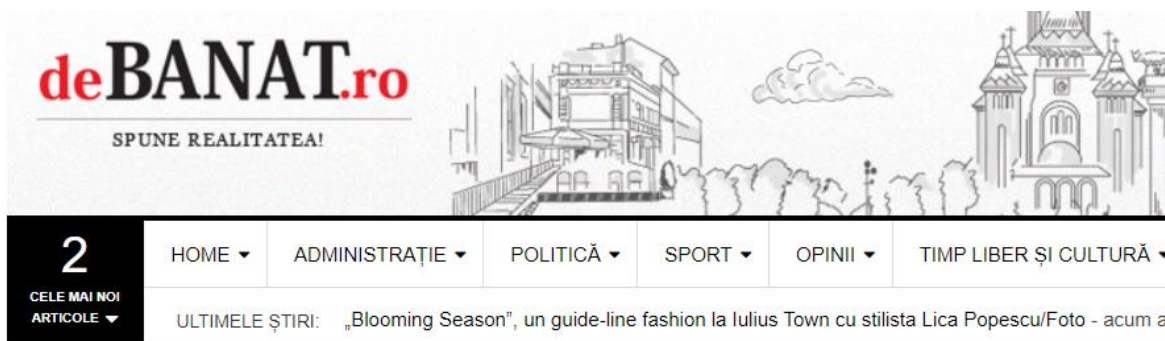 deBANAT.ro
SPUNE REALITATEA!
2
CELE MAI NOI
ARTICOLE
HOME ADMINISTRAȚIE POLITICĂ SPORT OPINII TIMP LIBER ȘI CULTURĂ
ULTIMELE ȘTIRI: „Blooming Season”, un guide-line fashion la Iulius Town cu stilista Lica Popescu/Foto - acum a